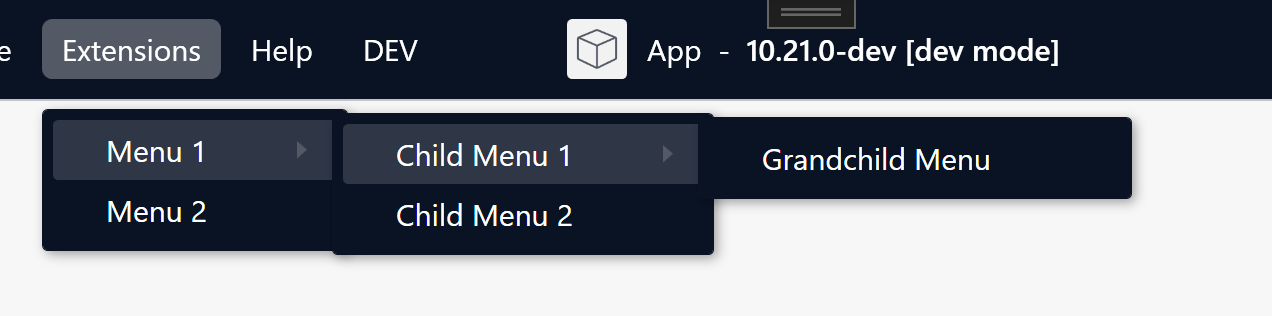 Extensions Help DEV App - 10.21.0-dev [dev mode]
Menu 1 Child Menu 1 Grandchild Menu
Menu 2 Child Menu 2